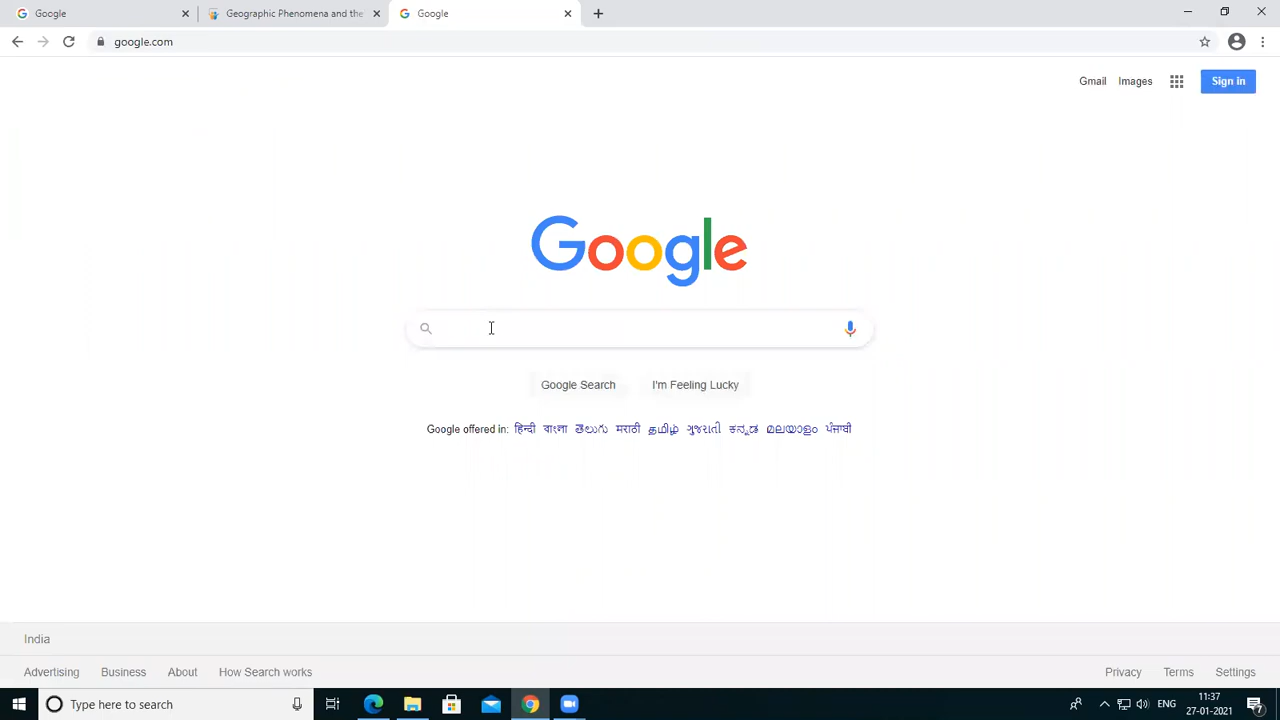 Google
Geographic Phenomena and the
Google
google.com
Gmail Images Sign in
Google
Google Search I'm Feeling Lucky
Google offered in: हिन्दी বাংলা తెలుగు मराठी தமிழ் ગુજરાતી ಕನ್ನಡ മലയാളം ਪੰਜਾਬੀ
India
Advertising Business About How Search works Privacy Terms Settings
Type here to search ENG 11:37
27-01-2021